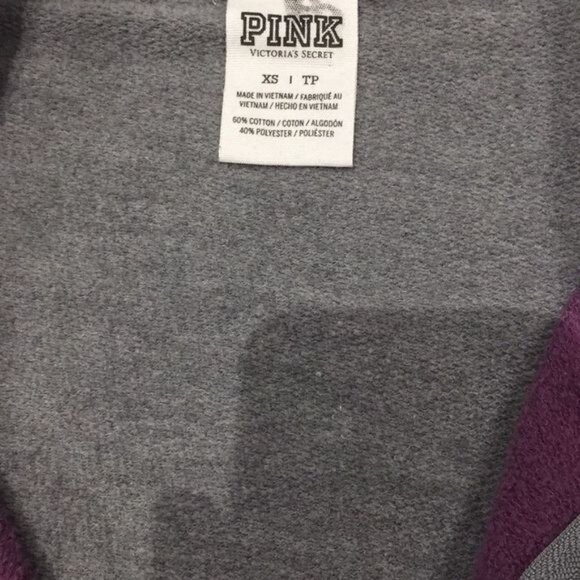 PINK
VICTORIA'S SECRET
XS | TP
MADE IN VIETNAM / FABRIQUÉ AU
VIETNAM / HECHO EN VIETNAM
60% COTTON / COTON / ALGODÓN
40% POLYESTER / POLIÉSTER